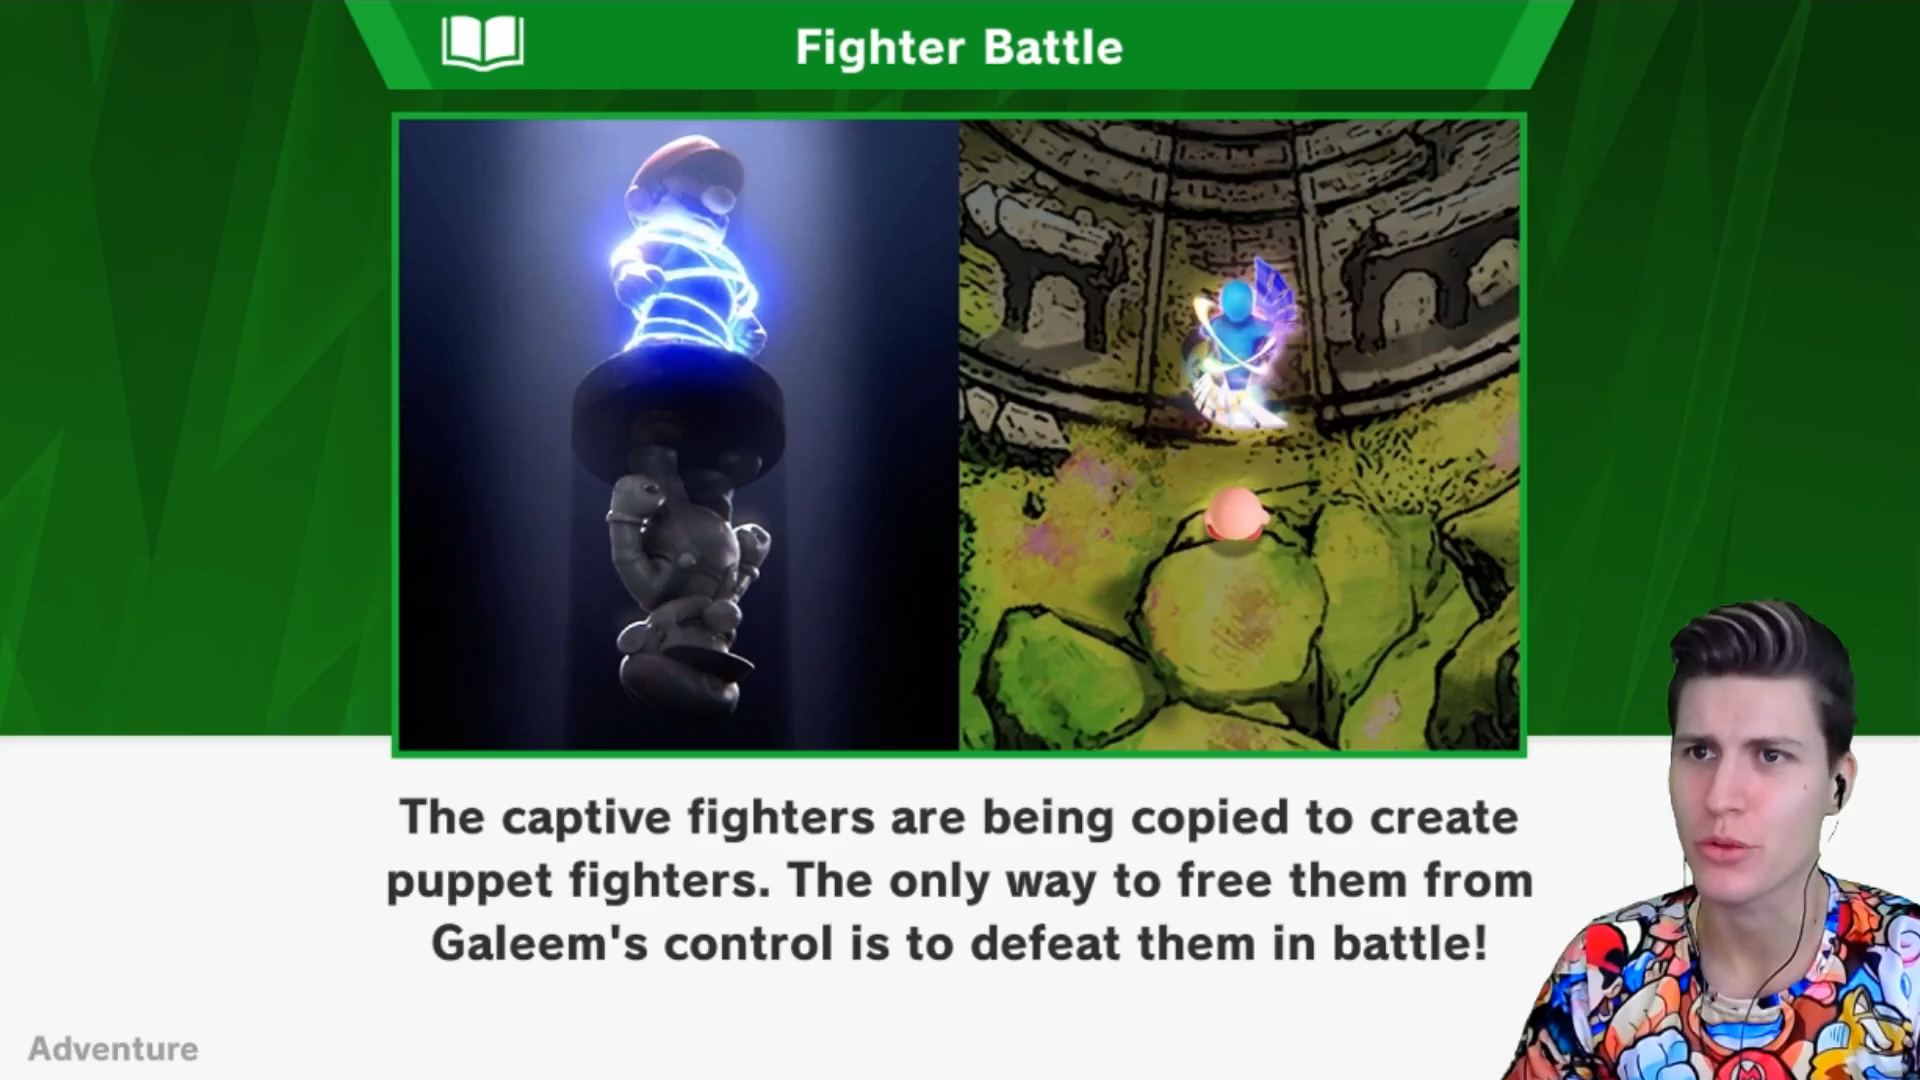 Fighter Battle
The captive fighters are being copied to create
puppet fighters. The only way to free them from
Galeem's control is to defeat them in battle!
Adventure